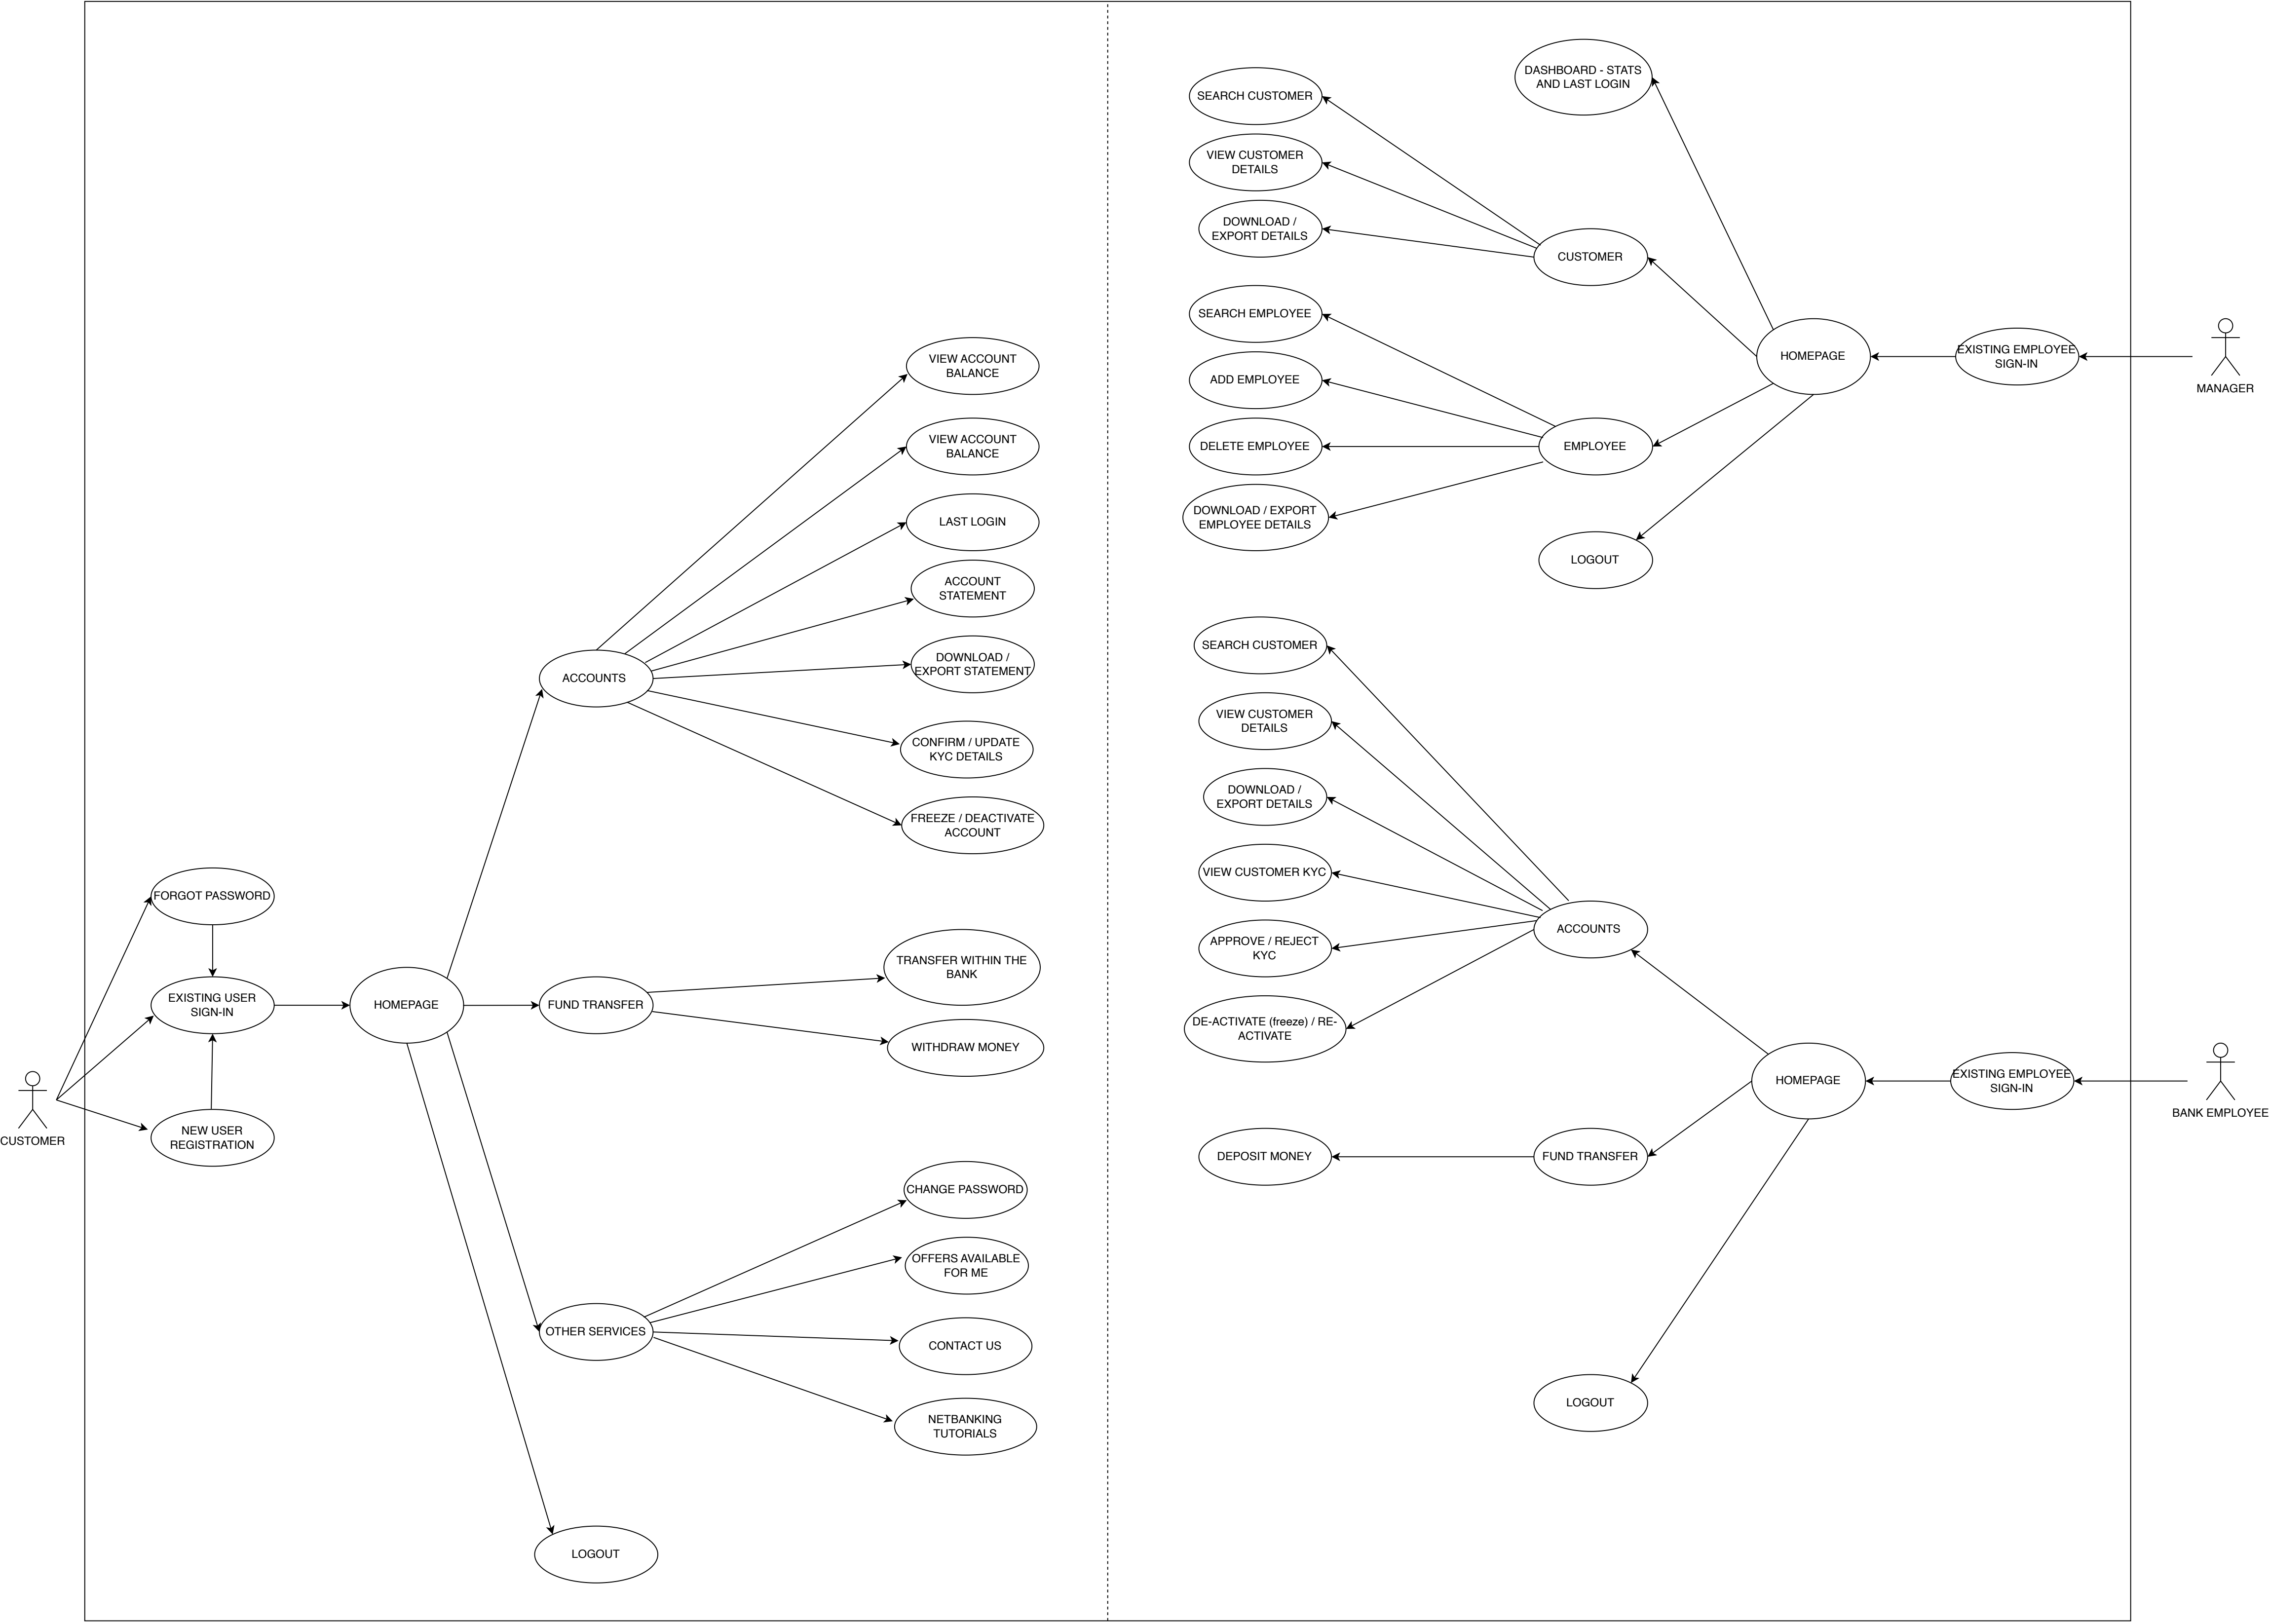 VIEW ACCOUNT
BALANCE
VIEW ACCOUNT
BALANCE
LAST LOGIN
ACCOUNT
STATEMENT
DOWNLOAD /
EXPORT STATEMENT
ACCOUNTS
CONFIRM / UPDATE
KYC DETAILS
FREEZE / DEACTIVATE
ACCOUNT
FORGOT PASSWORD
EXISTING USER
SIGN-IN
HOMEPAGE
FUND TRANSFER
TRANSFER WITHIN THE
BANK
WITHDRAW MONEY
NEW USER
REGISTRATION
CUSTOMER
CHANGE PASSWORD
OFFERS AVAILABLE
FOR ME
OTHER SERVICES
CONTACT US
NETBANKING
TUTORIALS
LOGOUT
DASHBOARD - STATS
AND LAST LOGIN
SEARCH CUSTOMER
VIEW CUSTOMER
DETAILS
DOWNLOAD /
EXPORT DETAILS
CUSTOMER
SEARCH EMPLOYEE
ADD EMPLOYEE
DELETE EMPLOYEE
DOWNLOAD / EXPORT
EMPLOYEE DETAILS
EMPLOYEE
LOGOUT
HOMEPAGE
EXISTING EMPLOYEE
SIGN-IN
MANAGER
SEARCH CUSTOMER
VIEW CUSTOMER
DETAILS
DOWNLOAD /
EXPORT DETAILS
VIEW CUSTOMER KYC
APPROVE / REJECT
KYC
DE-ACTIVATE (freeze) / RE-
ACTIVATE
ACCOUNTS
HOMEPAGE
EXISTING EMPLOYEE
SIGN-IN
BANK EMPLOYEE
DEPOSIT MONEY
FUND TRANSFER
LOGOUT